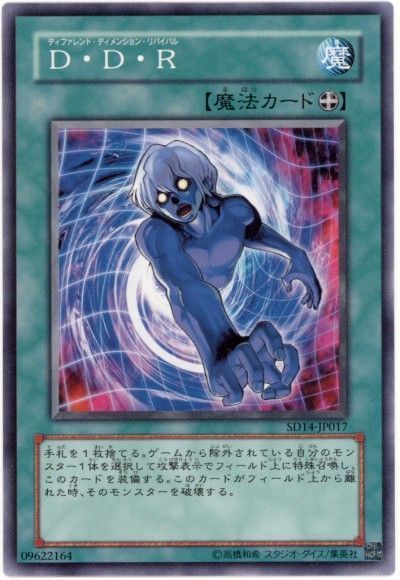 ディファレント・ディメンション・リバイバル
D・D・R
魔
【魔法カード】
SD14-JP017
手札を1枚捨てる。ゲームから除外されている自分のモ
ンスター1体を選択して攻撃表示でフィールド上に特殊召喚し、
このカードを装備する。このカードがフィールド上から離
れた時、そのモンスターを破壊する。
09622164
©高橋和希 スタジオ・ダイス/集英社